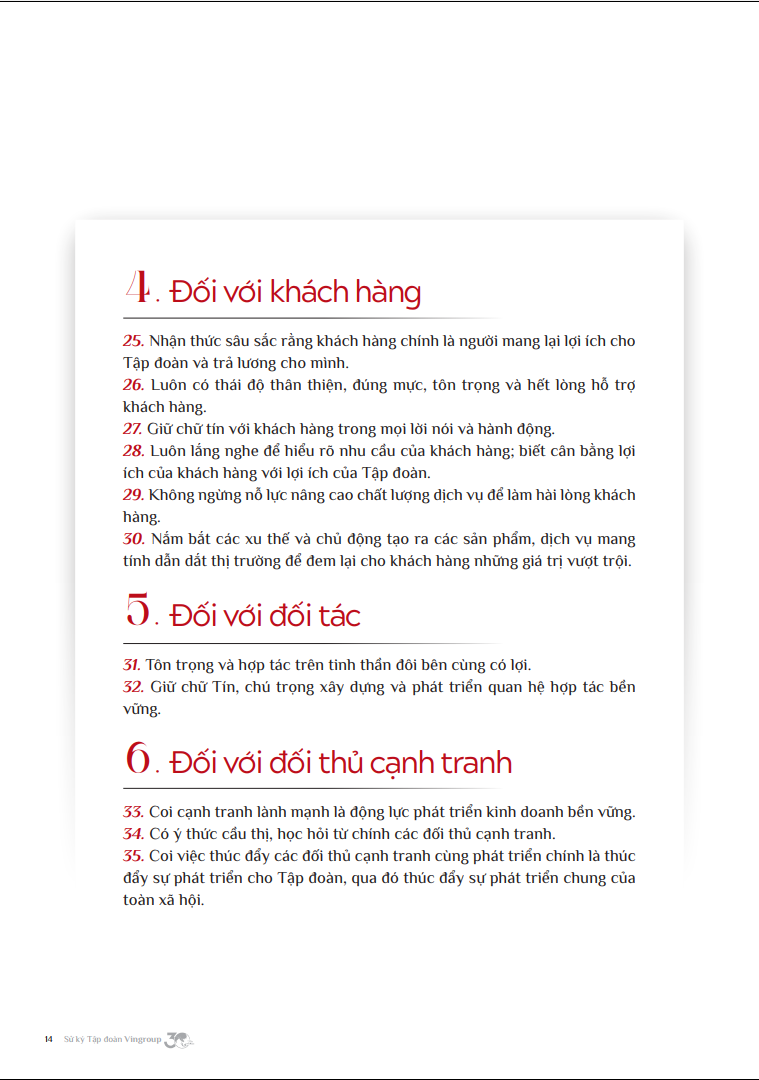 4. Đối với khách hàng
25. Nhận thức sâu sắc rằng khách hàng chính là người mang lại lợi ích cho
Tập đoàn và trả lương cho mình.
26. Luôn có thái độ thân thiện, đúng mực, tôn trọng và hết lòng hỗ trợ
khách hàng.
27. Giữ chữ tín với khách hàng trong mọi lời nói và hành động.
28. Luôn lắng nghe để hiểu rõ nhu cầu của khách hàng; biết cân bằng lợi
ích của khách hàng với lợi ích của Tập đoàn.
29. Không ngừng nỗ lực nâng cao chất lượng dịch vụ để làm hài lòng khách
hàng.
30. Nắm bắt các xu thế và chủ động tạo ra các sản phẩm, dịch vụ mang
tính dẫn dắt thị trường để đem lại cho khách hàng những giá trị vượt trội.
5. Đối với đối tác
31. Tôn trọng và hợp tác trên tinh thần đôi bên cùng có lợi.
32. Giữ chữ Tín, chú trọng xây dựng và phát triển quan hệ hợp tác bền
vững.
6. Đối với đối thủ cạnh tranh
33. Coi cạnh tranh lành mạnh là động lực phát triển kinh doanh bền vững.
34. Có ý thức cầu thị, học hỏi từ chính các đối thủ cạnh tranh.
35. Coi việc thúc đẩy các đối thủ cạnh tranh cùng phát triển chính là thúc
đẩy sự phát triển cho Tập đoàn, qua đó thúc đẩy sự phát triển chung của
toàn xã hội.
14 Sử ký Tập đoàn Vingroup 30